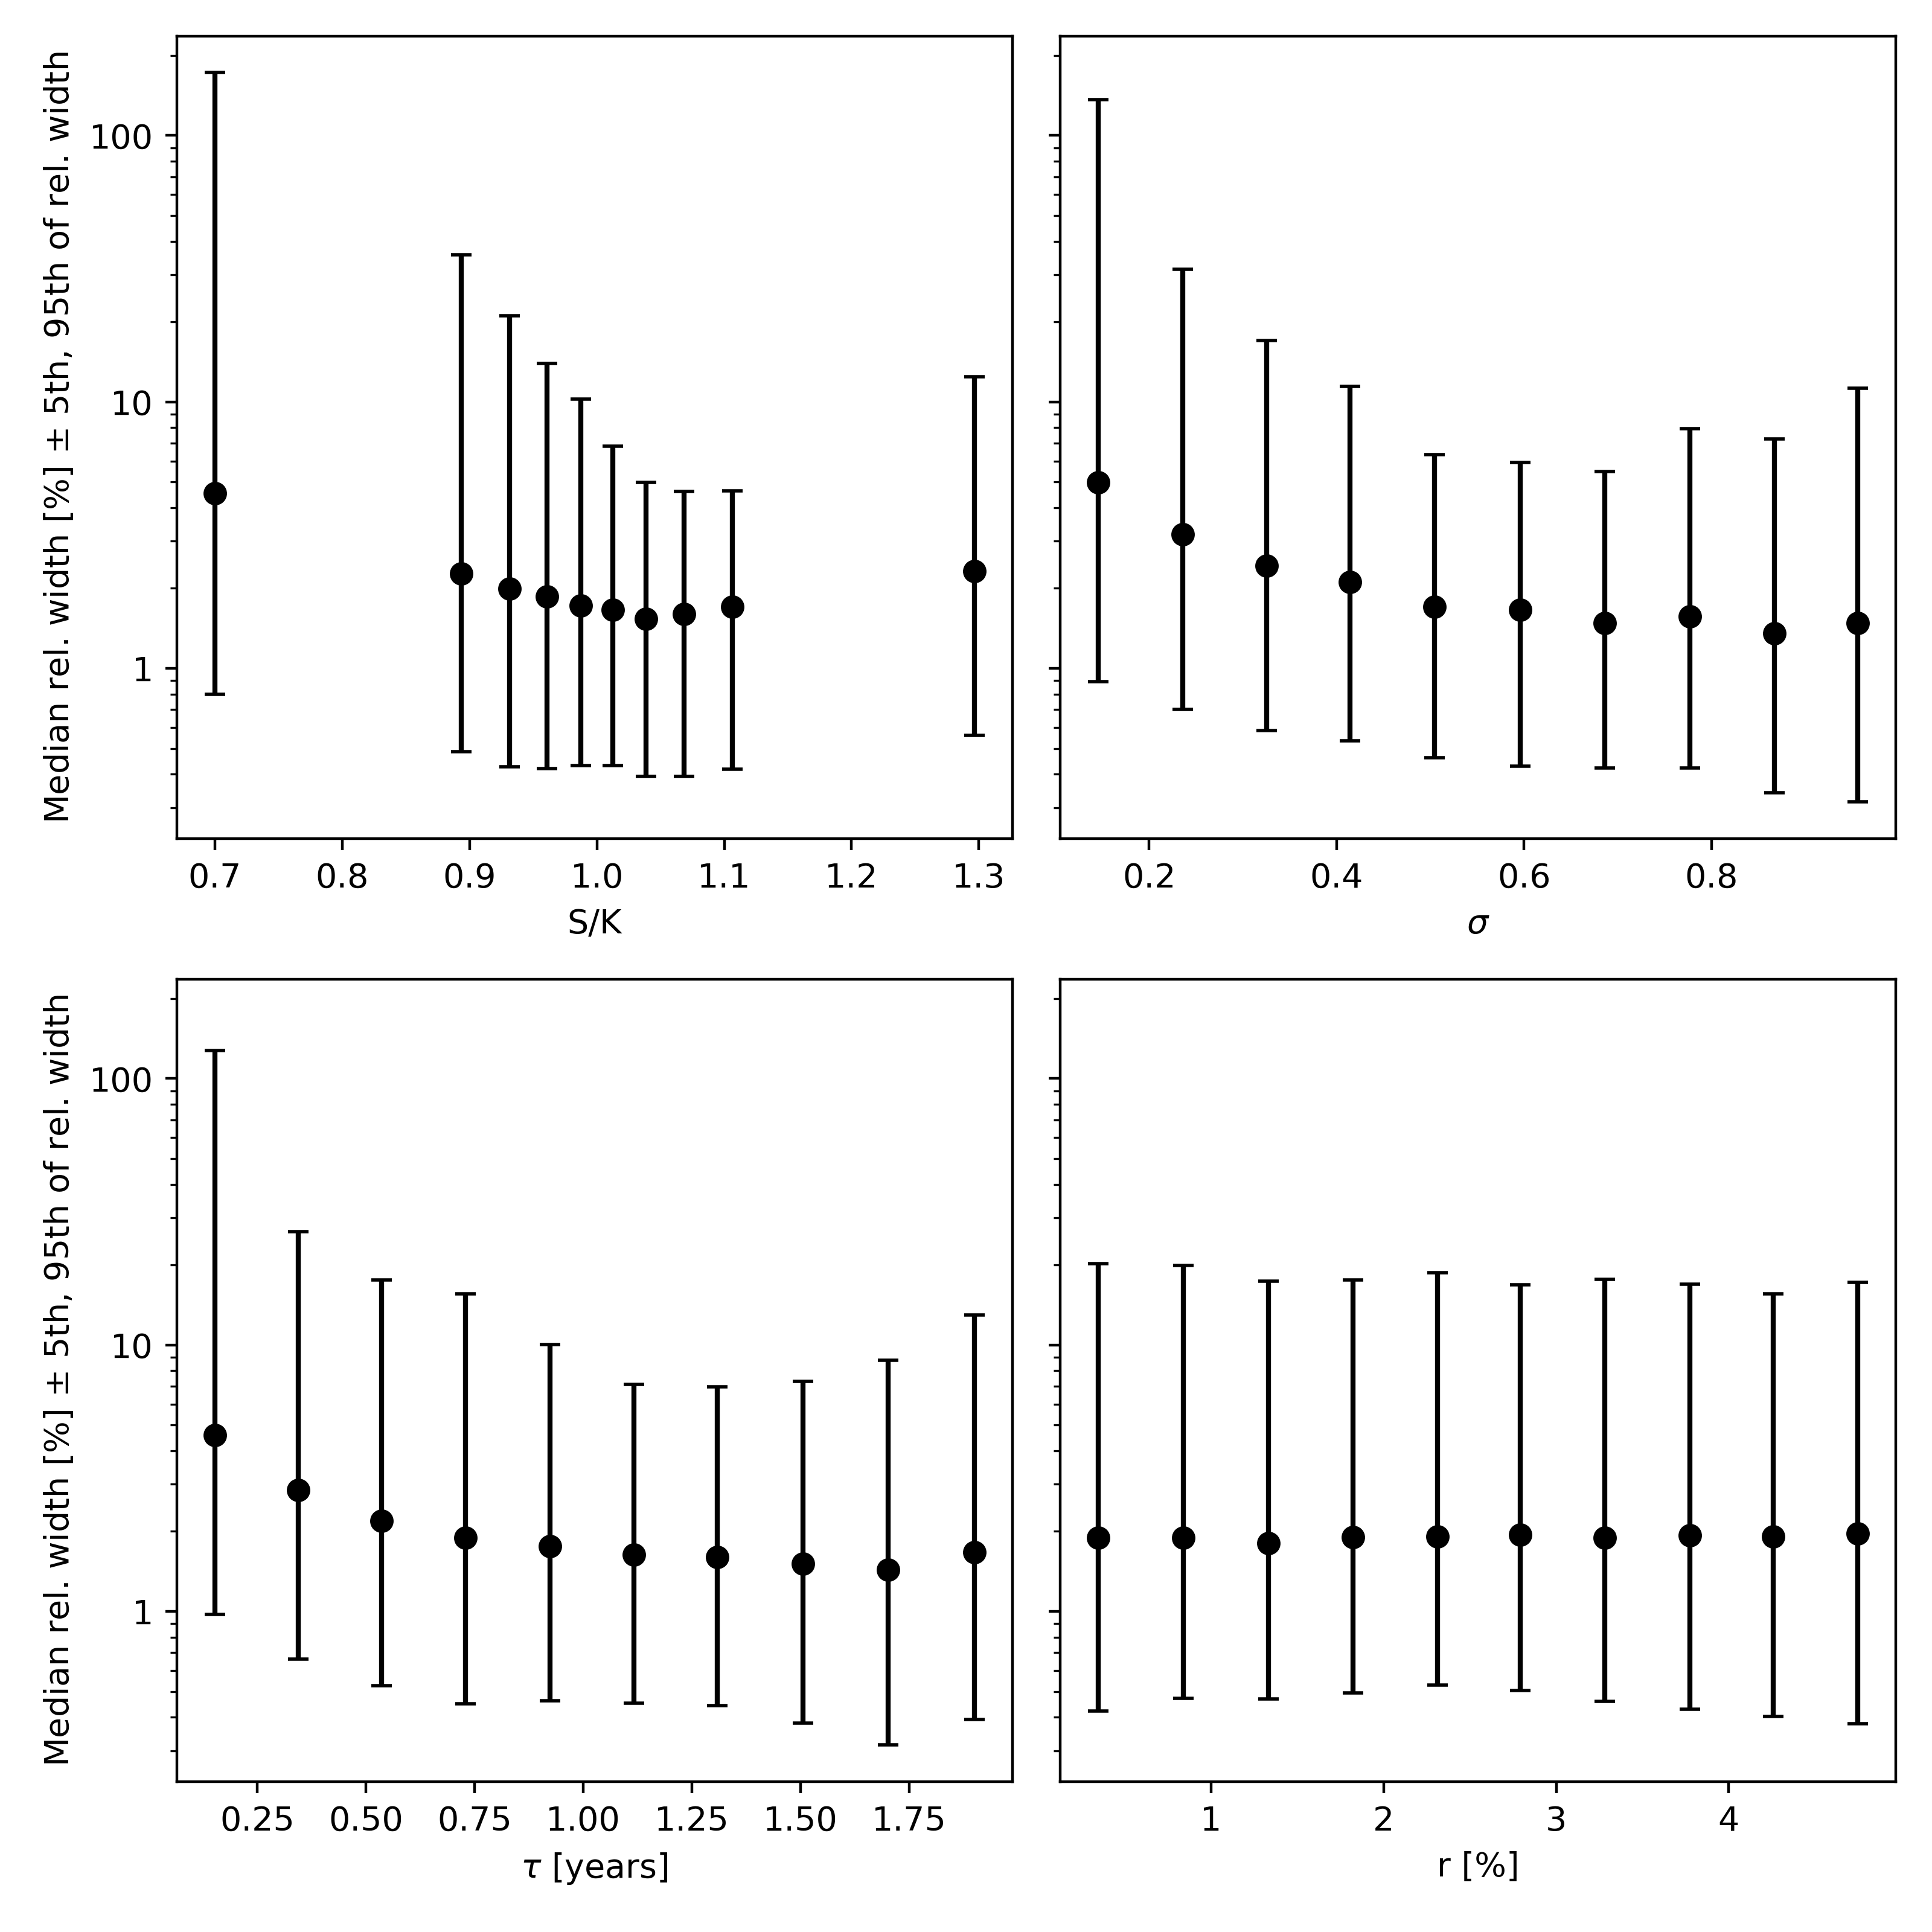 Median rel. width [%] ± 5th, 95th of rel. width
100
10
1
0.7 0.8 0.9 1.0 1.1 1.2 1.3
S/K
0.2 0.4 0.6 0.8
σ
Median rel. width [%] ± 5th, 95th of rel. width
100
10
1
0.25 0.50 0.75 1.00 1.25 1.50 1.75
τ [years]
1 2 3 4
r [%]